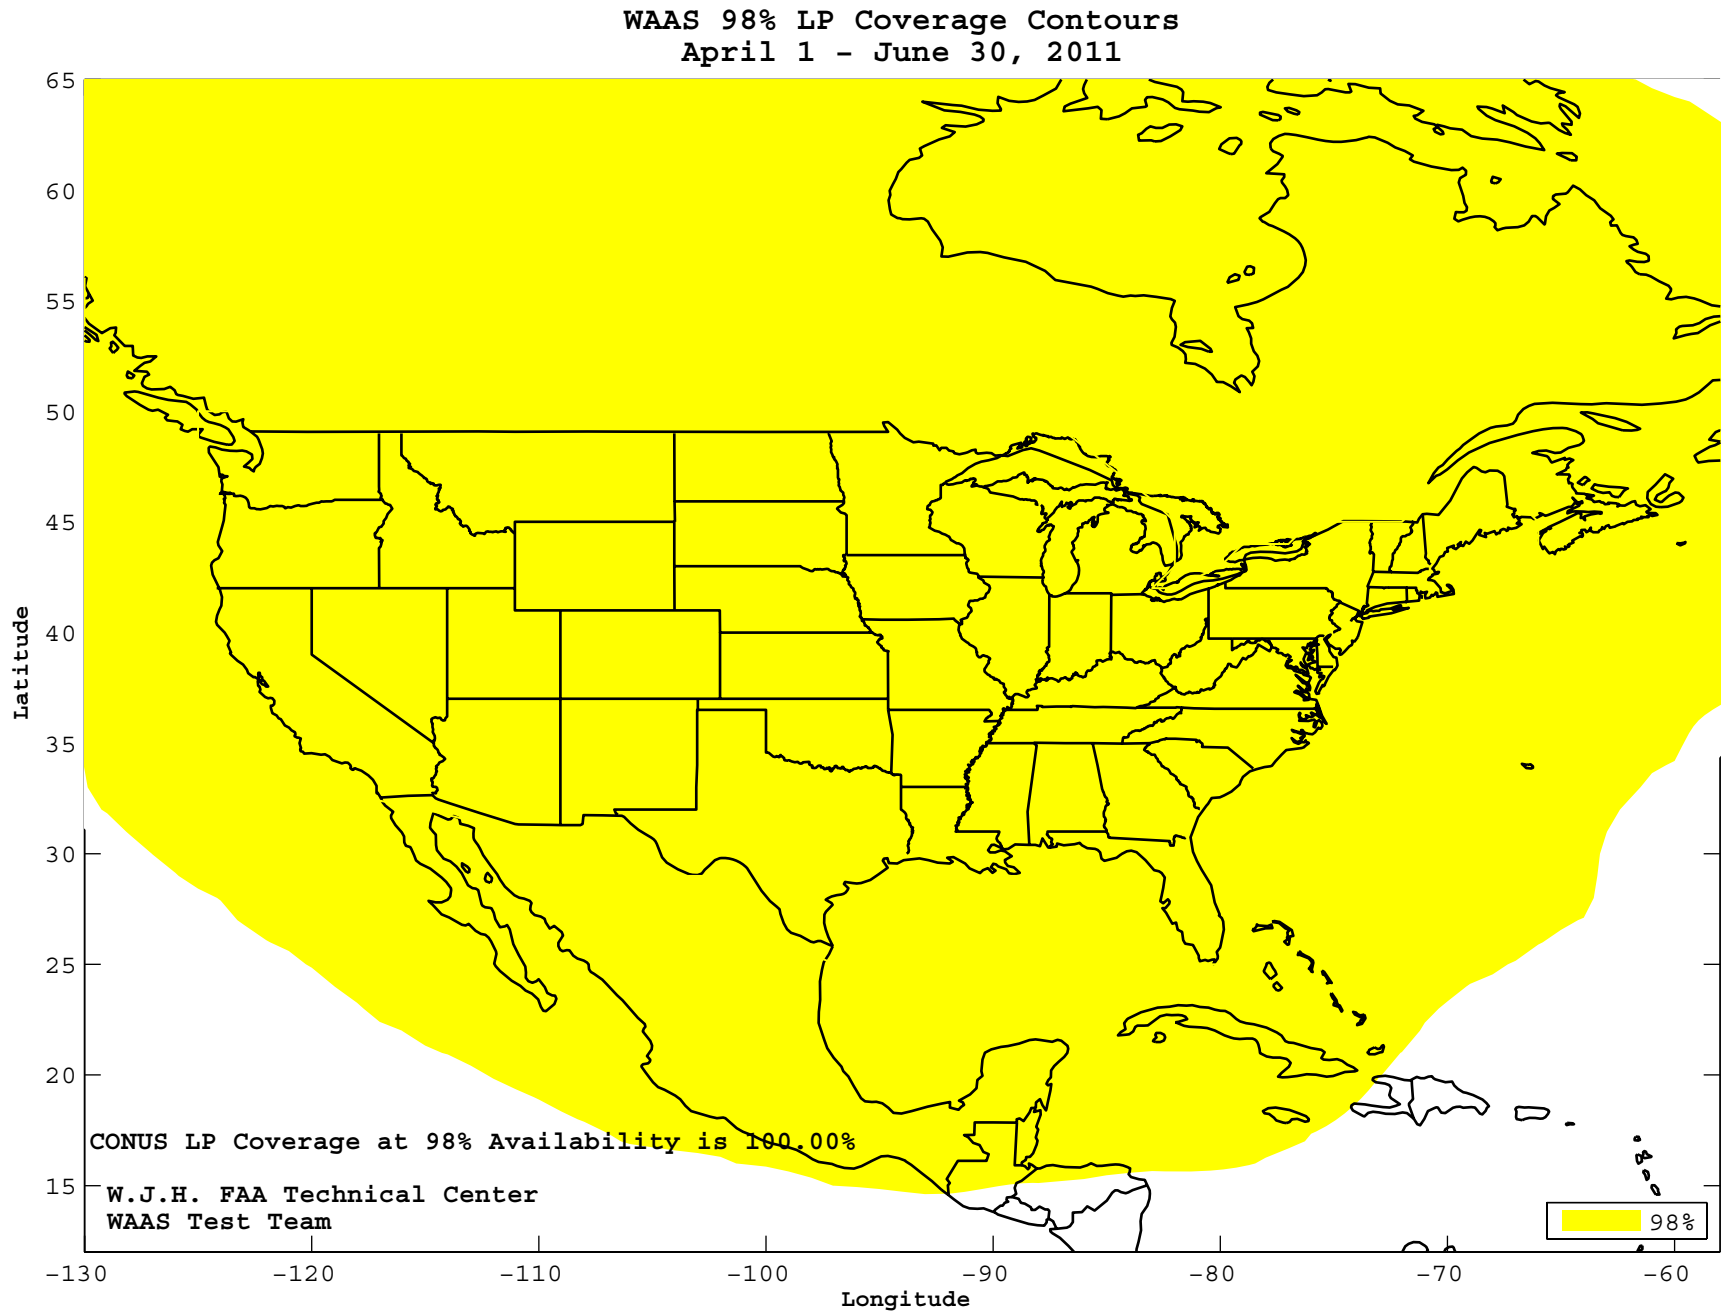 WAAS 98% LP Coverage Contours
April 1 - June 30, 2011
65
60
55
50
45
40
35
30
25
20
15
Latitude
CONUS LP Coverage at 98% Availability is 100.00%
W.J.H. FAA Technical Center
WAAS Test Team
98%
-130 -120 -110 -100 -90 -80 -70 -60
Longitude